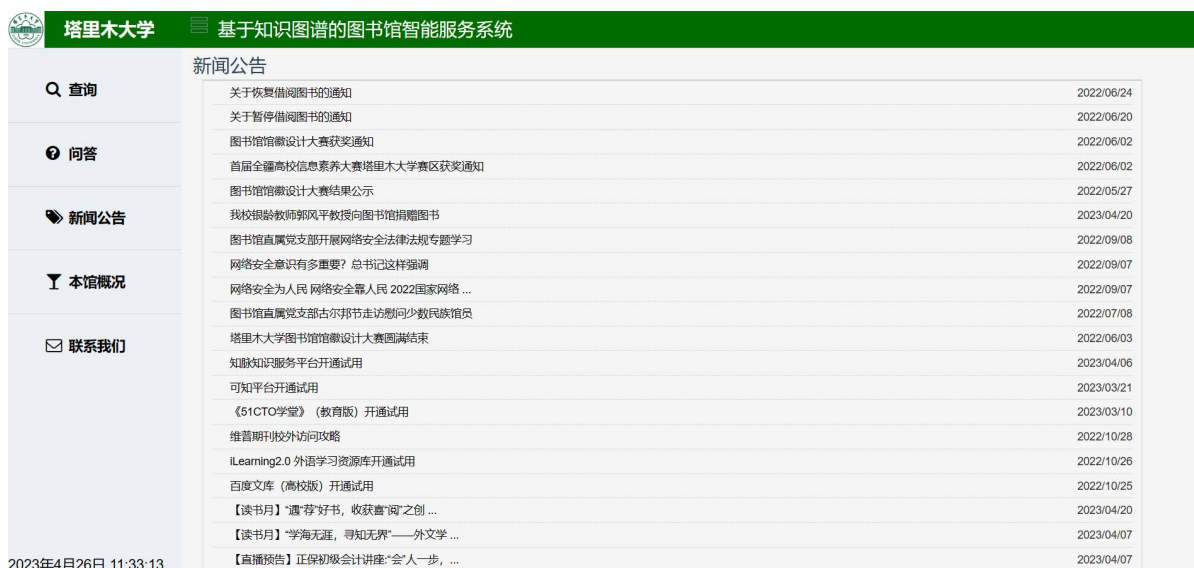 塔里木大学 基于知识图谱的图书馆智能服务系统
新闻公告
查询
问答
新闻公告
本馆概况
联系我们
2023年4月26日 11:33:13
关于恢复借阅图书的通知 2022/06/24
关于暂停借阅图书的通知 2022/06/20
图书馆馆徽设计大赛获奖通知 2022/06/02
首届全疆高校信息素养大赛塔里木大学赛区获奖通知 2022/06/02
图书馆馆徽设计大赛结果公示 2022/05/27
我校银龄教师郭风平教授向图书馆捐赠图书 2023/04/20
图书馆直属党支部开展网络安全法律法规专题学习 2022/09/08
网络安全意识有多重要？总书记这样强调 2022/09/07
网络安全为人民 网络安全靠人民 2022国家网络 ... 2022/09/07
图书馆直属党支部古尔邦节走访慰问少数民族馆员 2022/07/08
塔里木大学图书馆馆徽设计大赛圆满结束 2022/06/03
知脉知识服务平台开通试用 2023/04/06
可知平台开通试用 2023/03/21
《51CTO学堂》（教育版）开通试用 2023/03/10
维普期刊校外访问攻略 2022/10/28
iLearning2.0 外语学习资源库开通试用 2022/10/26
百度文库（高校版）开通试用 2022/10/25
【读书月】“遇”荐“好书，收获喜“阅”之创 ... 2023/04/20
【读书月】“学海无涯，寻知无界”——外文学 ... 2023/04/07
【直播预告】正保初级会计讲座:“会”人一步，... 2023/04/07